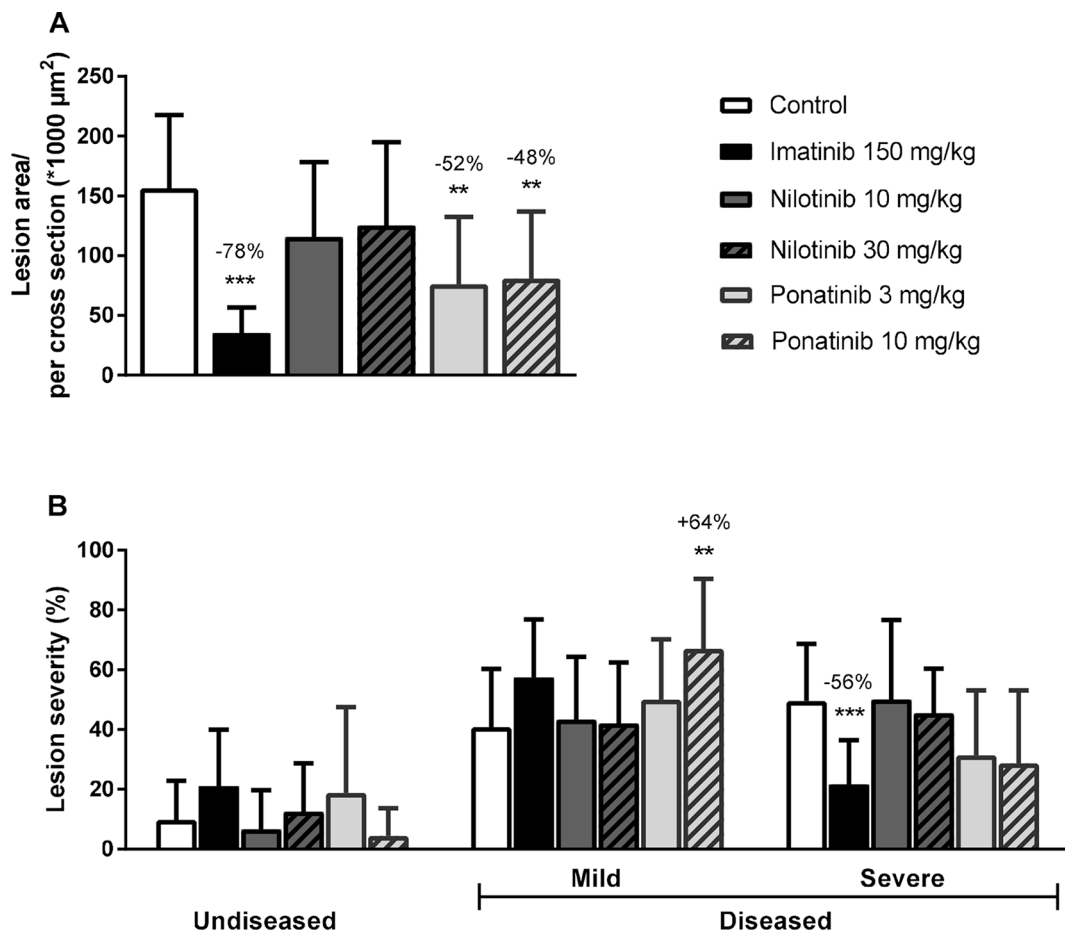 A
Lesion area/
per cross section (*1000 µm²)
250
200
150
100
50
0
-78%
***
-52%
**
-48%
**
Control
Imatinib 150 mg/kg
Nilotinib 10 mg/kg
Nilotinib 30 mg/kg
Ponatinib 3 mg/kg
Ponatinib 10 mg/kg
B
Lesion severity (%)
100
80
60
40
20
0
+64%
**
-56%
***
Mild
Severe
Undiseased
Diseased